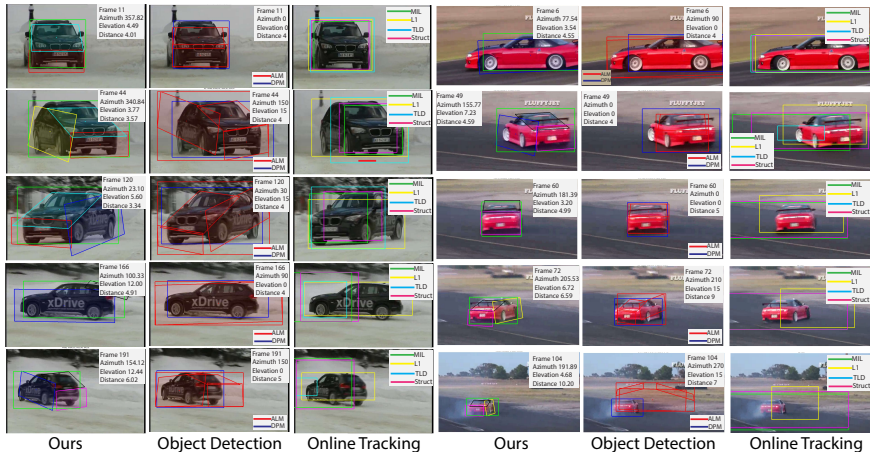 Frame 11
Azimuth 357.82
Elevation 4.49
Distance 4.01
Frame 11
Azimuth 0
Elevation 0
Distance 4
ALM
DPM
MIL
L1
TLD
Struct
Frame 6
Azimuth 77.54
Elevation 3.54
Distance 4.55
Frame 6
Azimuth 90
Elevation 0
Distance 4
ALM
DPM
MIL
L1
TLD
Struct
Frame 44
Azimuth 340.84
Elevation 3.77
Distance 3.57
Frame 44
Azimuth 150
Elevation 15
Distance 4
ALM
DPM
MIL
L1
TLD
Struct
Frame 49
Azimuth 155.77
Elevation 7.23
Distance 4.59
FLUFFYJET
Frame 49
Azimuth 0
Elevation 0
Distance 4
FLUFFYJET
ALM
DPM
FLUFFYJET
MIL
L1
TLD
Struct
Frame 120
Azimuth 23.10
Elevation 5.60
Distance 3.34
Frame 120
Azimuth 30
Elevation 15
Distance 4
ALM
DPM
MIL
L1
TLD
Struct
Frame 60
Azimuth 181.39
Elevation 3.20
Distance 4.99
Frame 60
Azimuth 0
Elevation 0
Distance 5
ALM
DPM
MIL
L1
TLD
Struct
xDrive
Frame 166
Azimuth 100.33
Elevation 12.00
Distance 4.91
xDrive
Frame 166
Azimuth 90
Elevation 0
Distance 4
ALM
DPM
xDrive
MIL
L1
TLD
Struct
Frame 72
Azimuth 205.53
Elevation 6.72
Distance 6.59
Frame 72
Azimuth 210
Elevation 15
Distance 9
ALM
DPM
MIL
L1
TLD
Struct
Frame 191
Azimuth 154.12
Elevation 12.44
Distance 6.02
Frame 191
Azimuth 150
Elevation 0
Distance 5
ALM
DPM
MIL
L1
TLD
Struct
Frame 104
Azimuth 191.89
Elevation 4.68
Distance 10.20
Frame 104
Azimuth 270
Elevation 15
Distance 7
ALM
DPM
MIL
L1
TLD
Struct
Ours
Object Detection
Online Tracking
Ours
Object Detection
Online Tracking